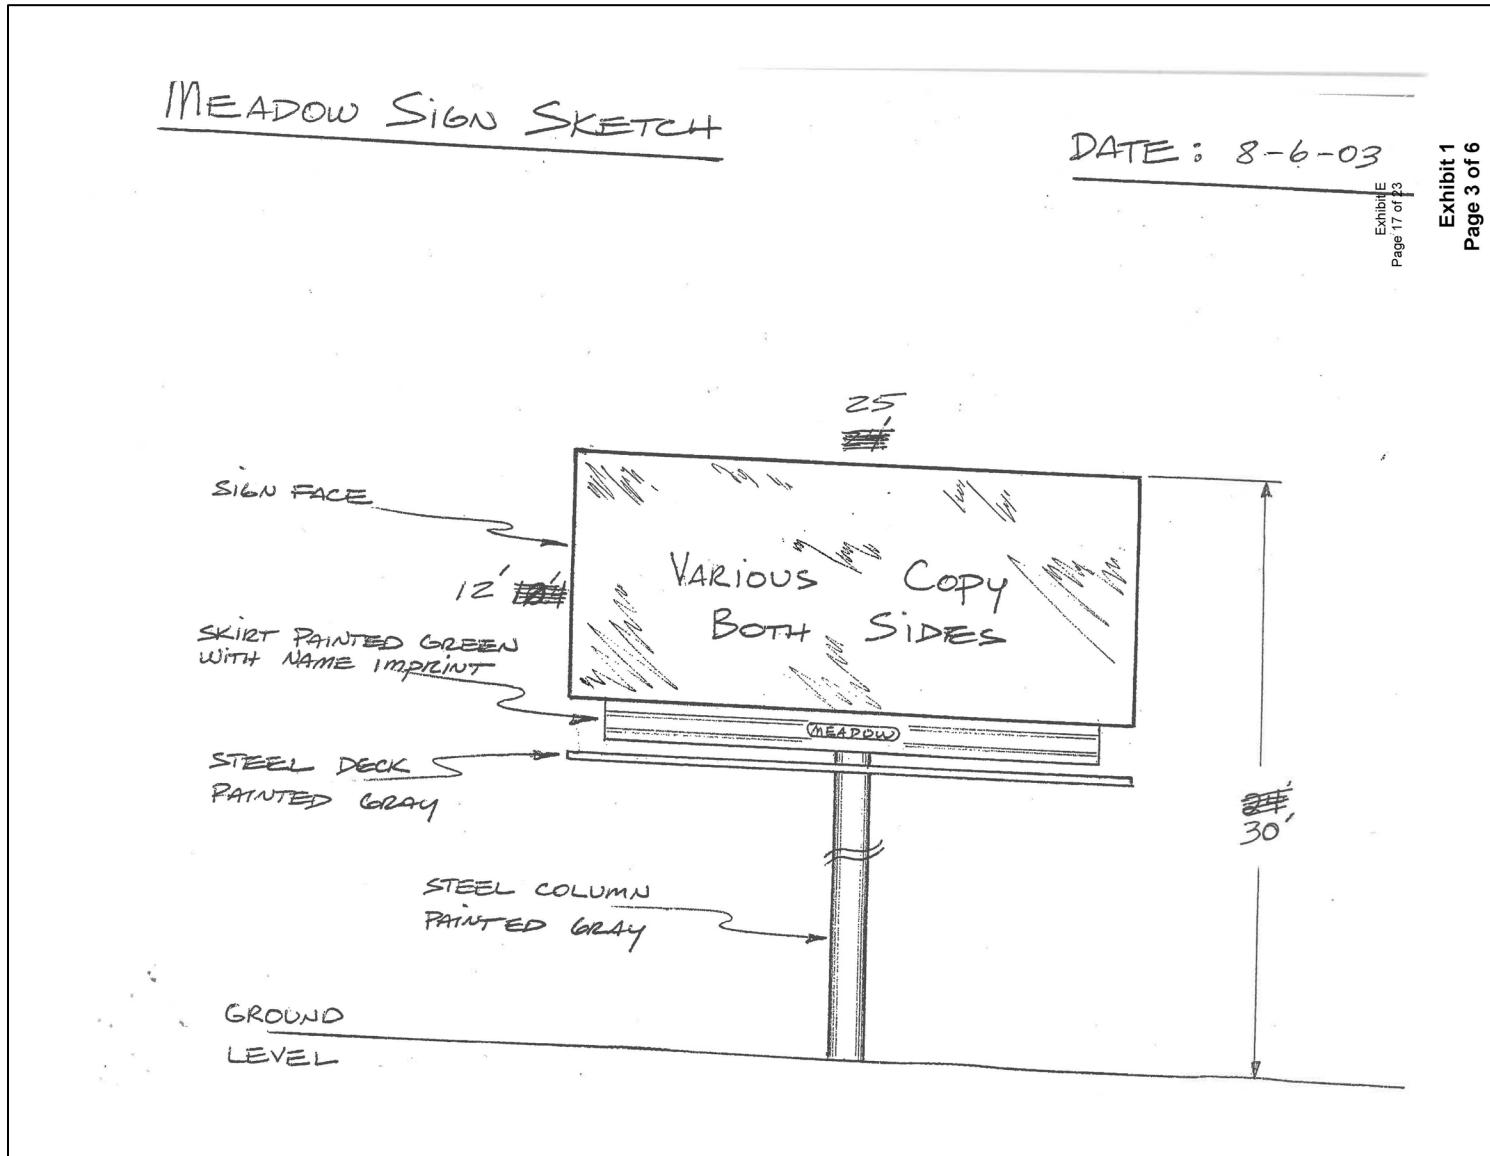 MEADOW SIGN SKETCH
DATE: 8-6-03
Exhibit E
Page 17 of 23
Exhibit 1
Page 3 of 6
25
24'
SIGN FACE
12'
VARIOUS COPY
BOTH SIDES
SKIRT PAINTED GREEN
WITH NAME IMPRINT
MEADOW
STEEL DECK
PAINTED GRAY
24'
30'
STEEL COLUMN
PAINTED GRAY
GROUND
LEVEL